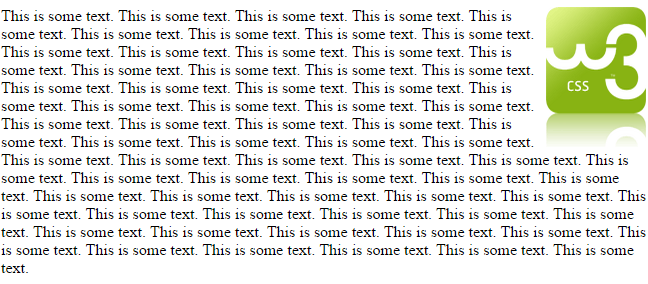 This is some text. This is some text. This is some text. This is some text. This is
some text. This is some text. This is some text. This is some text. This is some text.
This is some text. This is some text. This is some text. This is some text. This is
some text. This is some text. This is some text. This is some text. This is some text.
This is some text. This is some text. This is some text. This is some text. This is
some text. This is some text. This is some text. This is some text. This is some text.
This is some text. This is some text. This is some text. This is some text. This is
some text. This is some text. This is some text. This is some text. This is some text.
This is some text. This is some text. This is some text. This is some text. This is some text. This is
some text. This is some text. This is some text. This is some text. This is some text. This is some
text. This is some text. This is some text. This is some text. This is some text. This is some text. This
is some text. This is some text. This is some text. This is some text. This is some text. This is some
text. This is some text. This is some text. This is some text. This is some text. This is some text. This
is some text. This is some text. This is some text. This is some text. This is some text. This is some
text.
w3
CSS